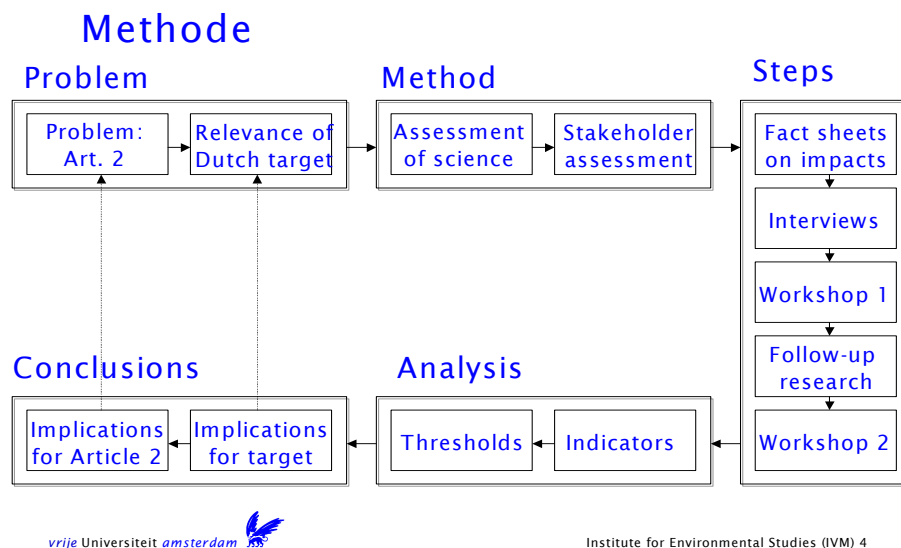 Methode
Problem
Problem:
Art. 2
Relevance of
Dutch target
Method
Assessment
of science
Stakeholder
assessment
Steps
Fact sheets
on impacts
Interviews
Workshop 1
Follow-up
research
Workshop 2
Analysis
Indicators
Thresholds
Conclusions
Implications
for target
Implications
for Article 2
vrije Universiteit amsterdam
Institute for Environmental Studies (IVM) 4